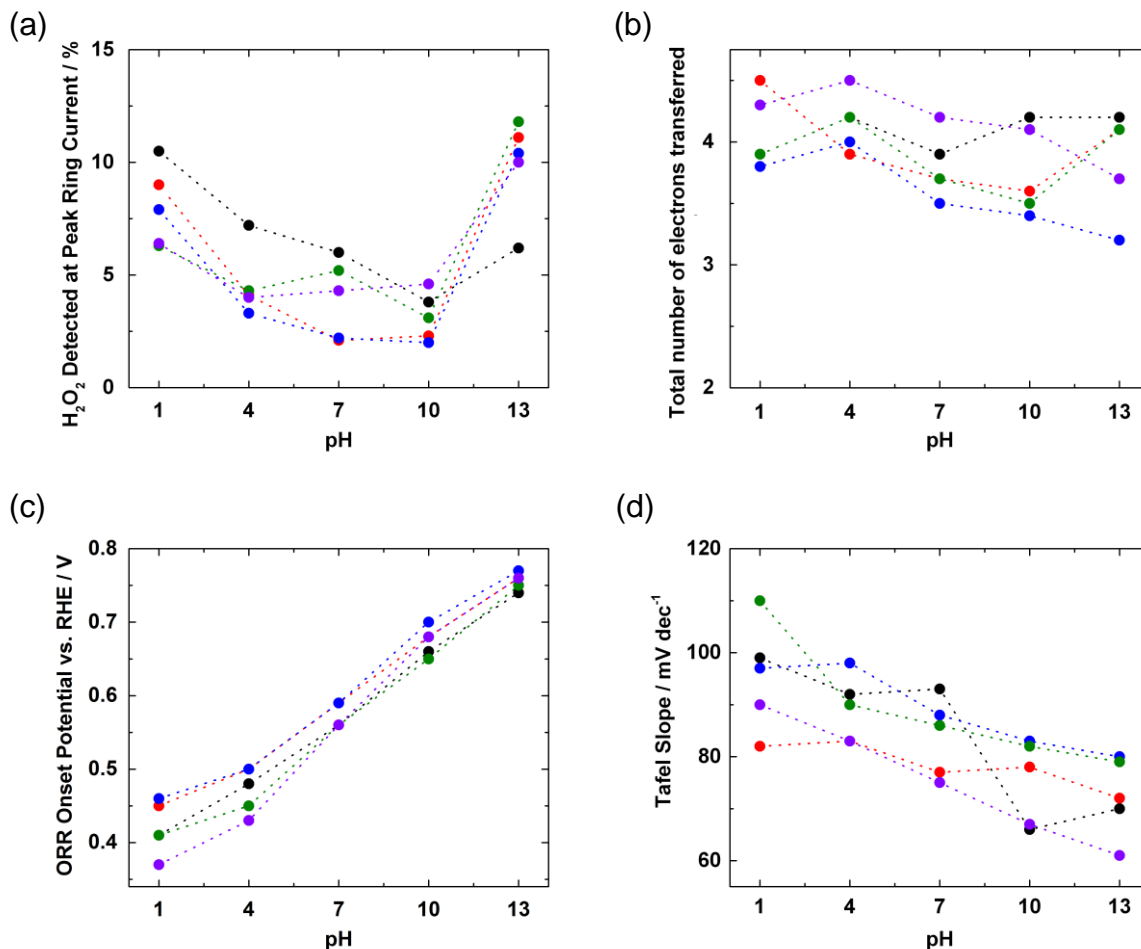 (a)
15
10
5
0
H₂O₂ Detected at Peak Ring Current / %
1 4 7 10 13
pH
(b)
4
3
2
Total number of electrons transferred
1 4 7 10 13
pH
(c)
0.8
0.7
0.6
0.5
0.4
ORR Onset Potential vs. RHE / V
1 4 7 10 13
pH
(d)
120
100
80
60
Tafel Slope / mV dec⁻¹
1 4 7 10 13
pH